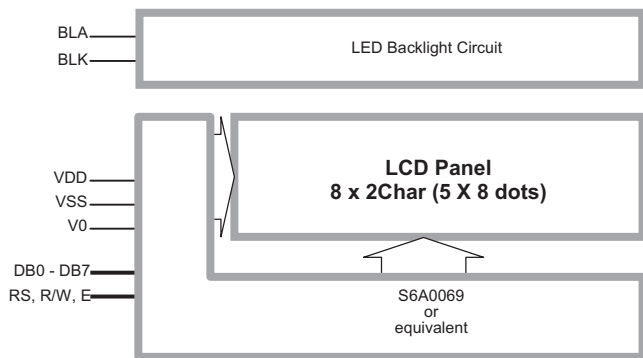 BLA
BLK
LED Backlight Circuit
LCD Panel
8 x 2Char (5 X 8 dots)
VDD
VSS
V0
DB0 - DB7
RS, R/W, E
S6A0069
or
equivalent